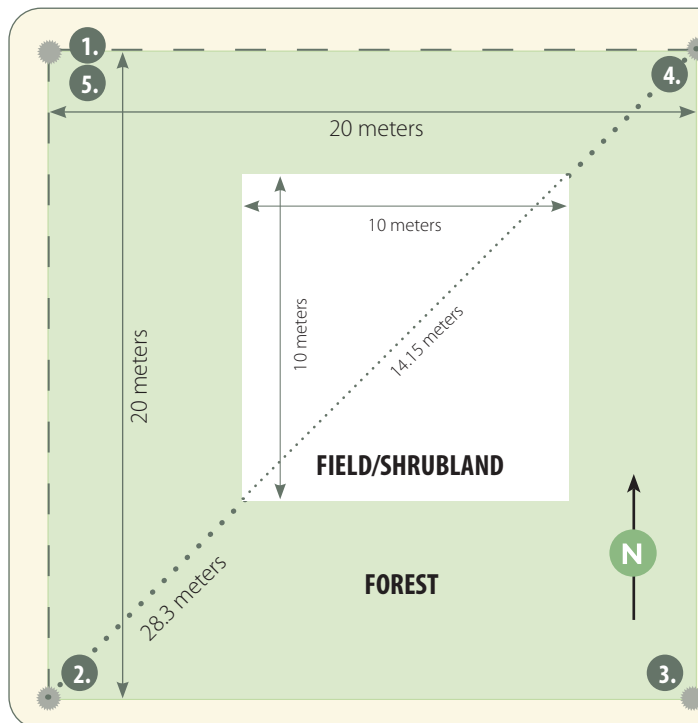 1.
5.
4.
20 meters
10 meters
10 meters
14.15 meters
20 meters
FIELD/SHRUBLAND
N
28.3 meters
FOREST
2.
3.